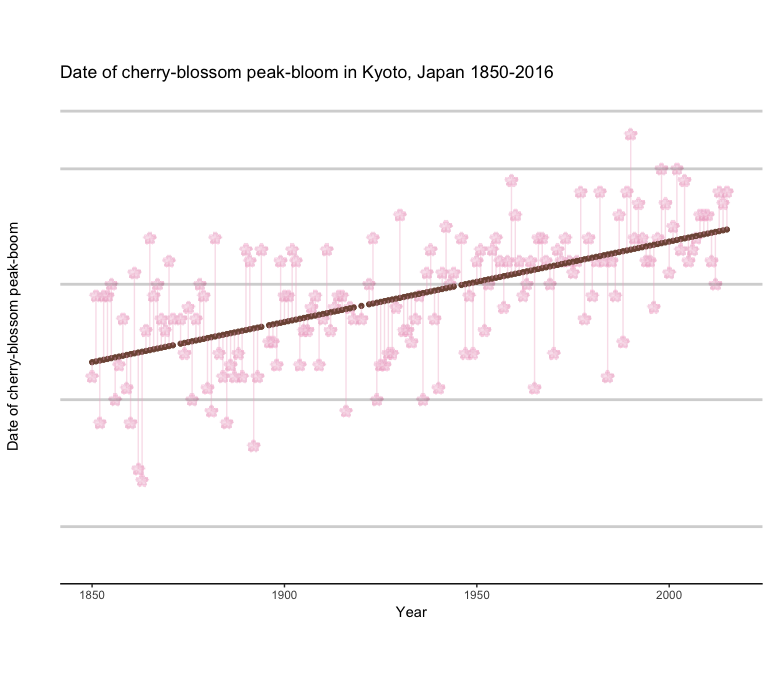 Date of cherry-blossom peak-bloom in Kyoto, Japan 1850-2016
Date of cherry-blossom peak-boom
1850 1900 1950 2000
Year